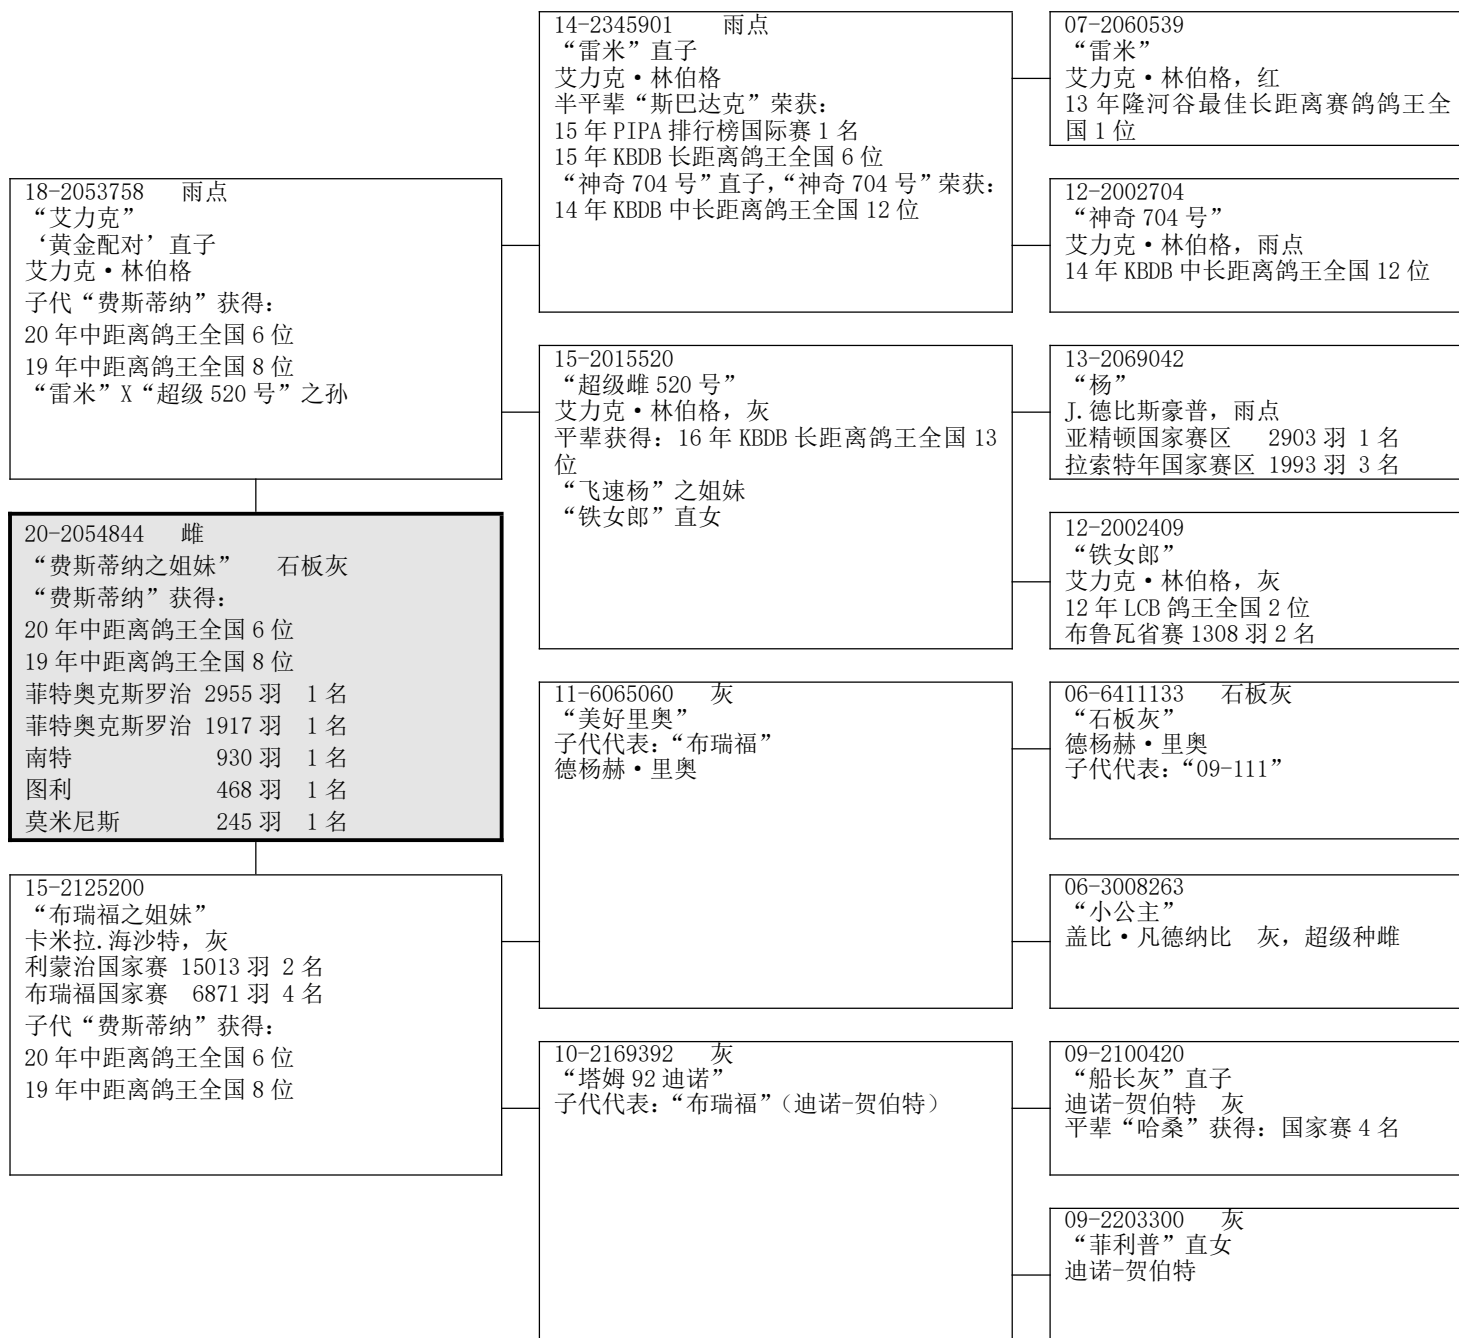 18-2053758 雨点
“艾力克”
‘黄金配对’直子
艾力克·林伯格
子代“费斯蒂纳”获得：
20 年中距离鸽王全国 6 位
19 年中距离鸽王全国 8 位
“雷米”X“超级 520 号”之孙
20-2054844 雌
“费斯蒂纳之姐妹” 石板灰
“费斯蒂纳”获得：
20 年中距离鸽王全国 6 位
19 年中距离鸽王全国 8 位
菲特奥克斯罗治 2955 羽 1 名
菲特奥克斯罗治 1917 羽 1 名
南特 930 羽 1 名
图利 468 羽 1 名
莫米尼斯 245 羽 1 名
15-2125200
“布瑞福之姐妹”
卡米拉.海沙特，灰
利蒙治国家赛 15013 羽 2 名
布瑞福国家赛 6871 羽 4 名
子代“费斯蒂纳”获得：
20 年中距离鸽王全国 6 位
19 年中距离鸽王全国 8 位
14-2345901 雨点
“雷米”直子
艾力克·林伯格
半平辈“斯巴达克”荣获：
15 年 PIPA 排行榜国际赛 1 名
15 年 KBDB 长距离鸽王全国 6 位
“神奇 704 号”直子，“神奇 704 号”荣获：
14 年 KBDB 中长距离鸽王全国 12 位
15-2015520
“超级雌 520 号”
艾力克·林伯格，灰
平辈获得：16 年 KBDB 长距离鸽王全国 13
位
“飞速杨”之姐妹
“铁女郎”直女
11-6065060 灰
“美好里奥”
子代代表：“布瑞福”
德杨赫·里奥
10-2169392 灰
“塔姆 92 迪诺”
子代代表：“布瑞福”（迪诺-贺伯特）
07-2060539
“雷米”
艾力克·林伯格，红
13 年隆河谷最佳长距离赛鸽鸽王全
国 1 位
12-2002704
“神奇 704 号”
艾力克·林伯格，雨点
14 年 KBDB 中长距离鸽王全国 12 位
13-2069042
“杨”
J.德比斯豪普，雨点
亚精顿国家赛区 2903 羽 1 名
拉索特年国家赛区 1993 羽 3 名
12-2002409
“铁女郎”
艾力克·林伯格，灰
12 年 LCB 鸽王全国 2 位
布鲁瓦省赛 1308 羽 2 名
06-6411133 石板灰
“石板灰”
德杨赫·里奥
子代代表：“09-111”
06-3008263
“小公主”
盖比·凡德纳比 灰，超级种雌
09-2100420
“船长灰”直子
迪诺-贺伯特 灰
平辈“哈桑”获得：国家赛 4 名
09-2203300 灰
“菲利普”直女
迪诺-贺伯特